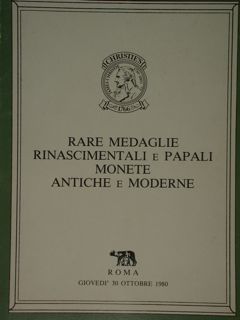 CHRISTIE'S
1766
RARE MEDAGLIE
RINASCIMENTALI E PAPALI
MONETE
ANTICHE E MODERNE
ROMA
GIOVEDI' 30 OTTOBRE 1980